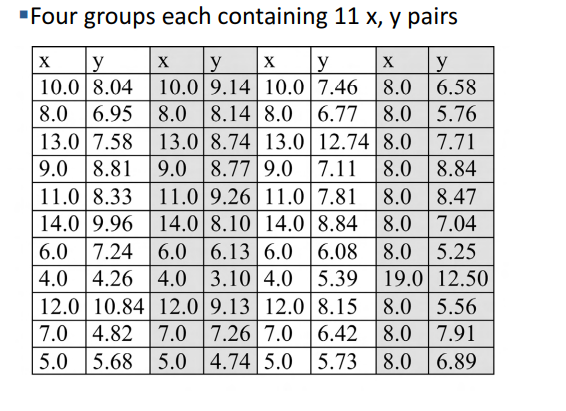 ▪Four groups each containing 11 x, y pairs
x y x y x y x y
10.0 8.04 10.0 9.14 10.0 7.46 8.0 6.58
8.0 6.95 8.0 8.14 8.0 6.77 8.0 5.76
13.0 7.58 13.0 8.74 13.0 12.74 8.0 7.71
9.0 8.81 9.0 8.77 9.0 7.11 8.0 8.84
11.0 8.33 11.0 9.26 11.0 7.81 8.0 8.47
14.0 9.96 14.0 8.10 14.0 8.84 8.0 7.04
6.0 7.24 6.0 6.13 6.0 6.08 8.0 5.25
4.0 4.26 4.0 3.10 4.0 5.39 19.0 12.50
12.0 10.84 12.0 9.13 12.0 8.15 8.0 5.56
7.0 4.82 7.0 7.26 7.0 6.42 8.0 7.91
5.0 5.68 5.0 4.74 5.0 5.73 8.0 6.89